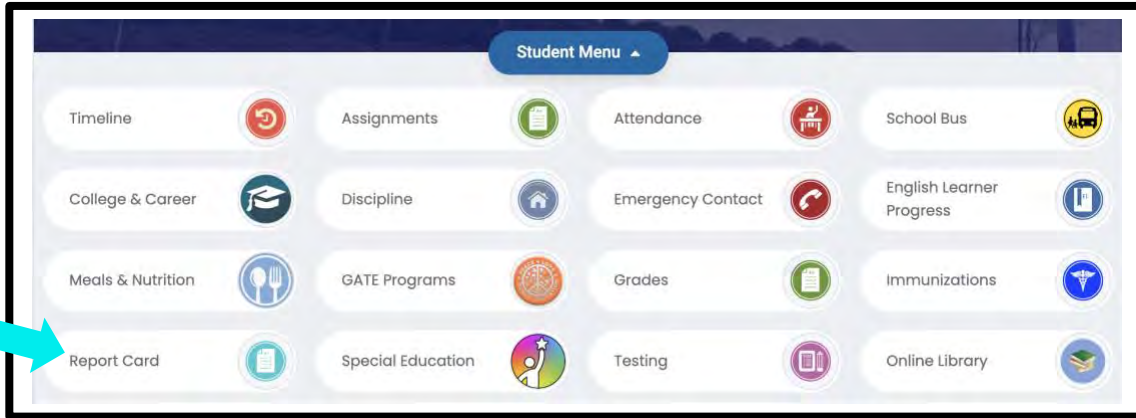 Student Menu
Timeline
Assignments
Attendance
School Bus
College & Career
Discipline
Emergency Contact
English Learner
Progress
Meals & Nutrition
GATE Programs
Grades
Immunizations
Report Card
Special Education
Testing
Online Library